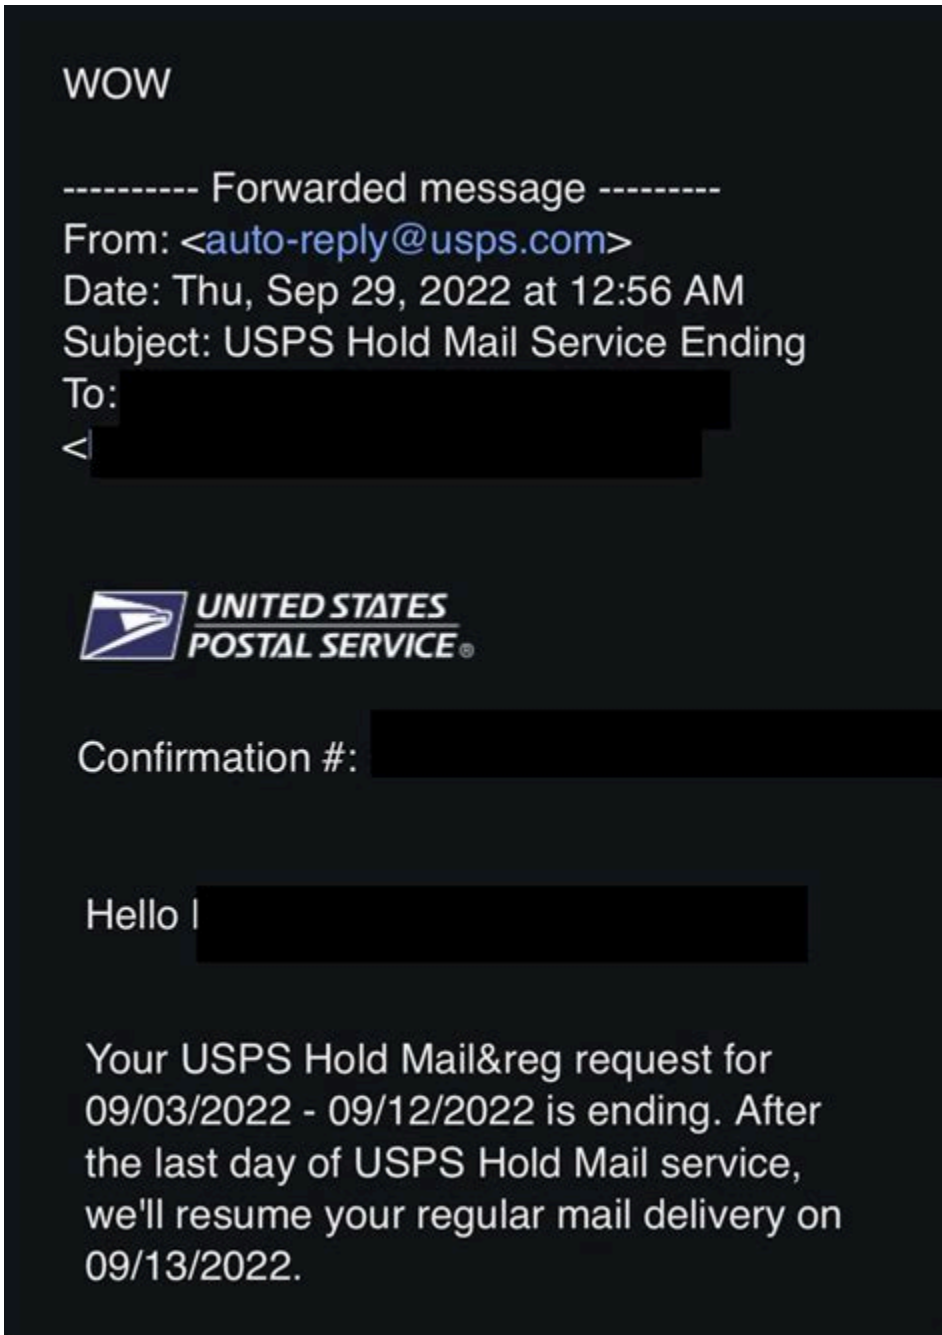 WOW
---------- Forwarded message ---------
From: <auto-reply@usps.com>
Date: Thu, Sep 29, 2022 at 12:56 AM
Subject: USPS Hold Mail Service Ending
To:
<
UNITED STATES
POSTAL SERVICE®
Confirmation #:
Hello
Your USPS Hold Mail&reg request for
09/03/2022 - 09/12/2022 is ending. After
the last day of USPS Hold Mail service,
we'll resume your regular mail delivery on
09/13/2022.